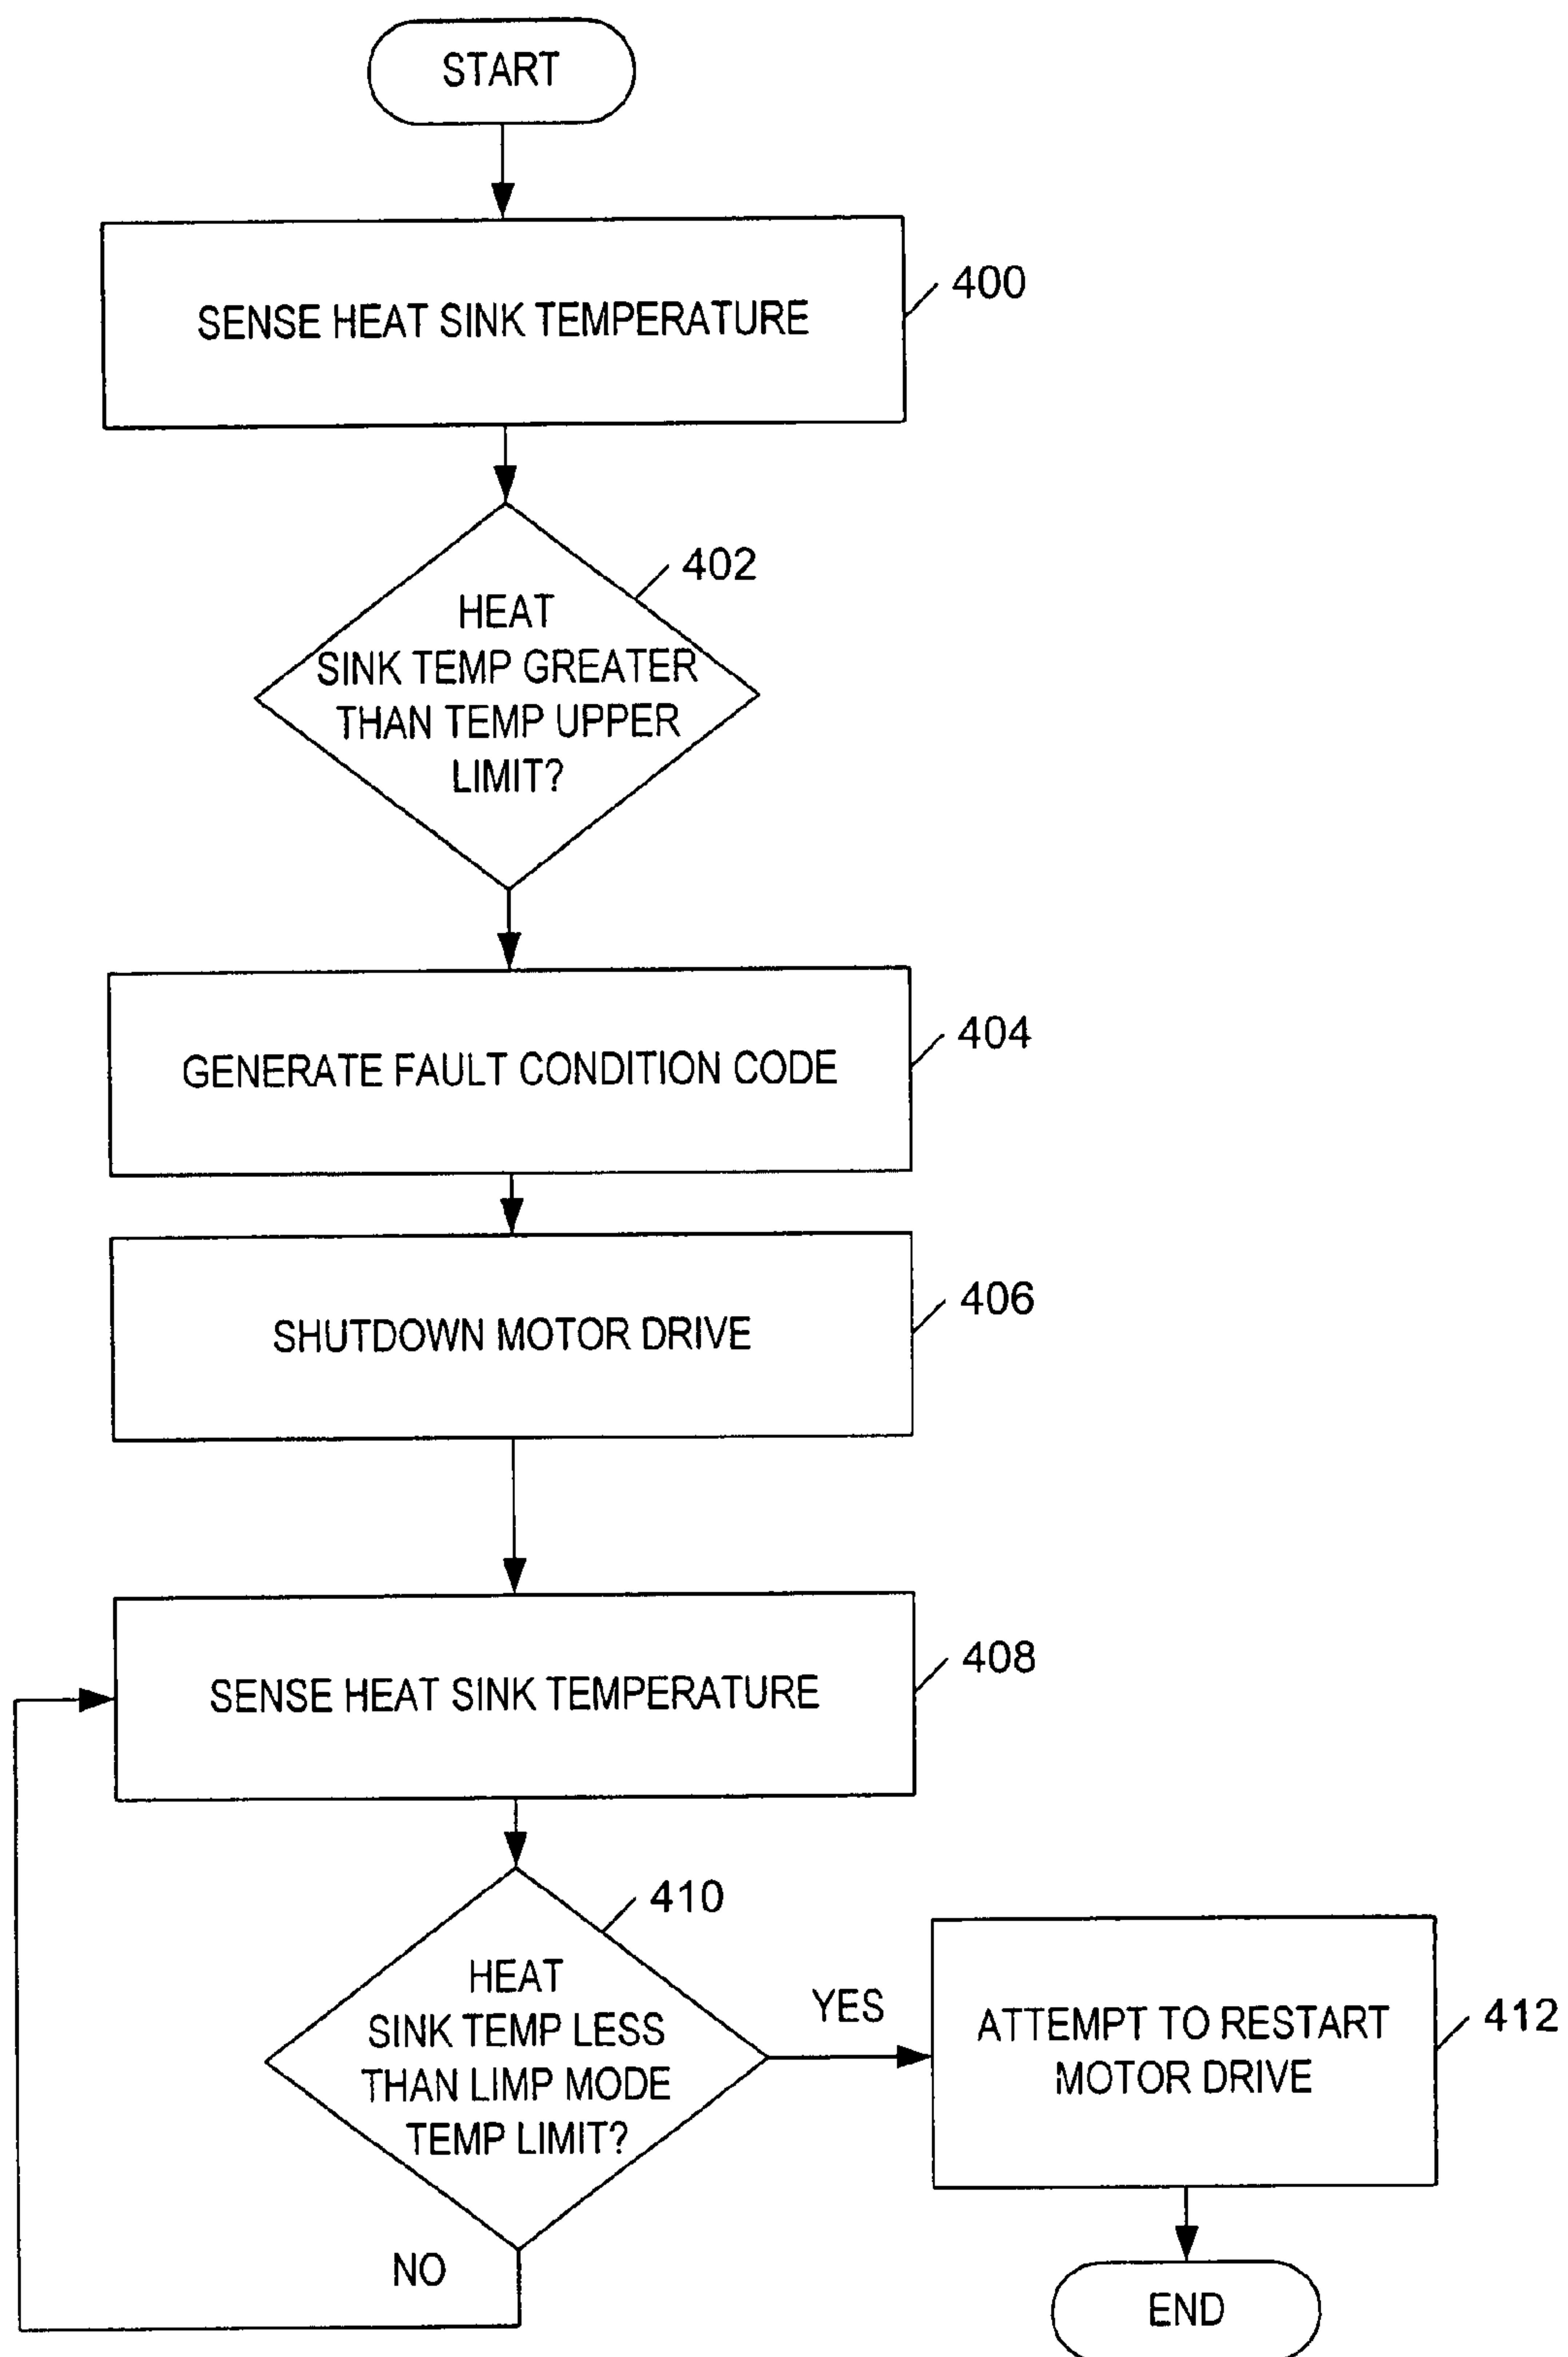 START
SENSE HEAT SINK TEMPERATURE
400
402
HEAT
SINK TEMP GREATER
THAN TEMP UPPER
LIMIT?
GENERATE FAULT CONDITION CODE
404
SHUTDOWN MOTOR DRIVE
406
SENSE HEAT SINK TEMPERATURE
408
410
HEAT
SINK TEMP LESS
THAN LIMP MODE
TEMP LIMIT?
YES
ATTEMPT TO RESTART
MOTOR DRIVE
412
NO
END